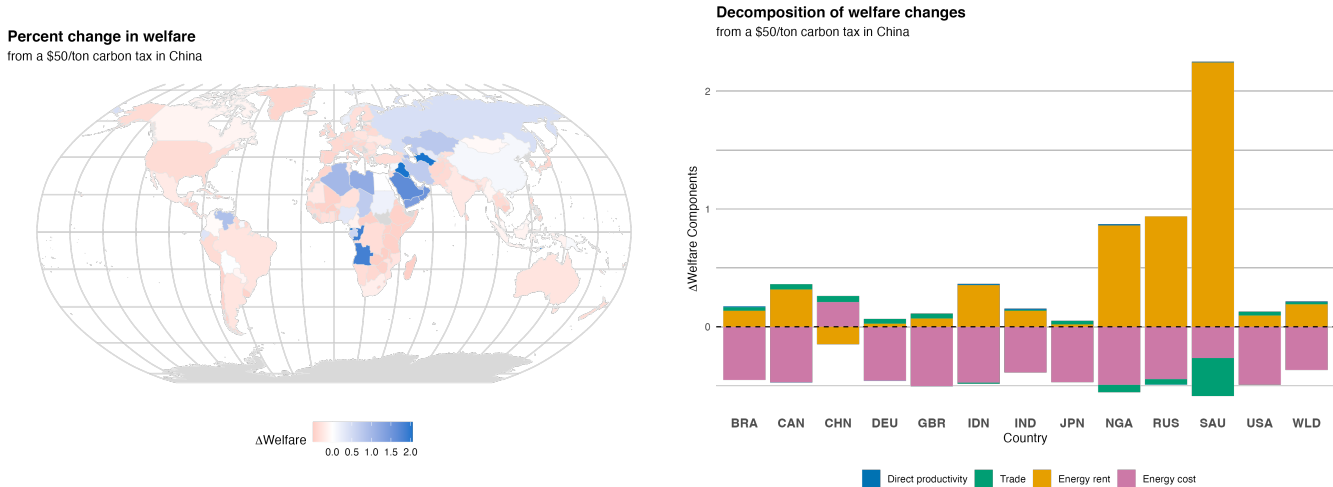 Percent change in welfare
from a $50/ton carbon tax in China
ΔWelfare
0.0 0.5 1.0 1.5 2.0
Decomposition of welfare changes
from a $50/ton carbon tax in China
ΔWelfare Components
2
1
0
BRA CAN CHN DEU GBR IDN IND JPN NGA RUS SAU USA WLD
Country
Direct productivity Trade Energy rent Energy cost